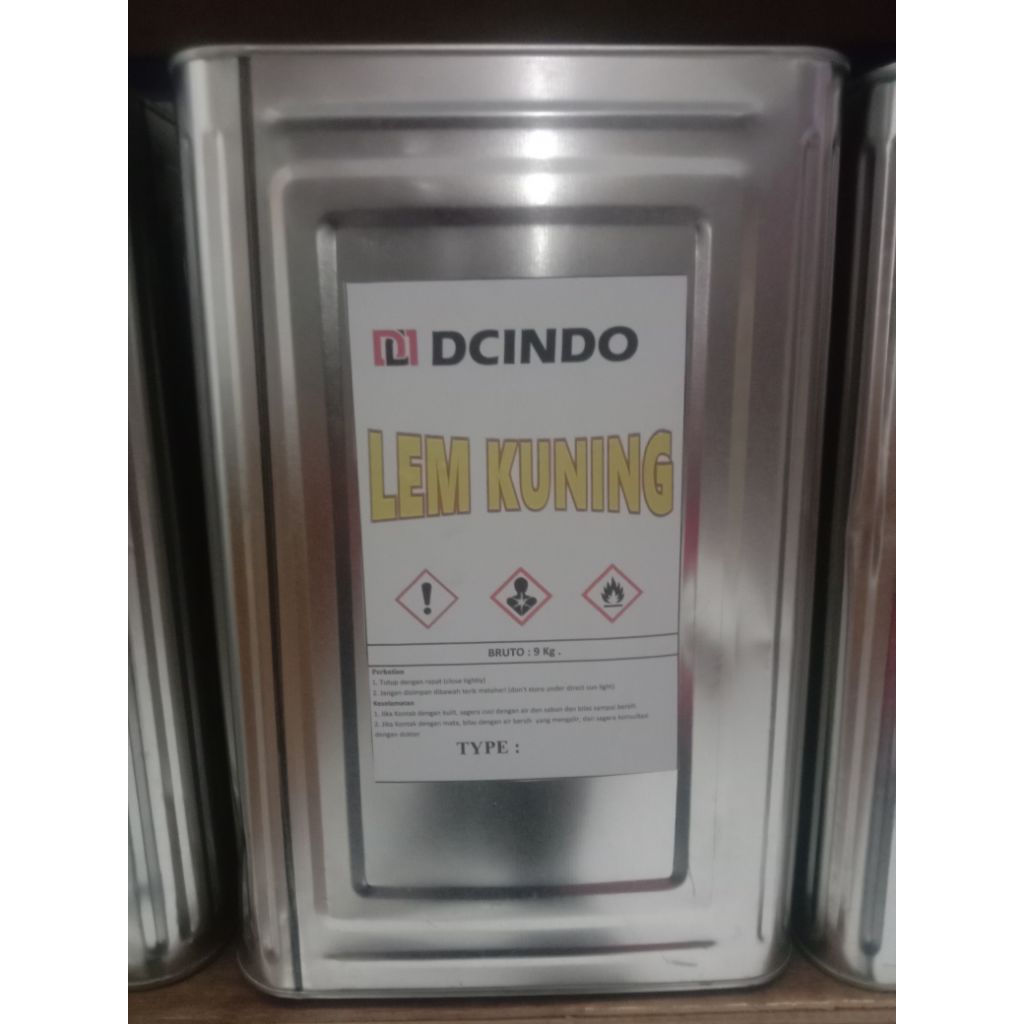 DCINDO
LEM KUNING
BRUTO : 9 Kg .
Perhatian
1. Tutup dengan rapat (close tightly)
2. Jangan disimpan dibawah terik matahari (don't store under direct sun light)
Keselamatan
1. Jika Kontak dengan kulit, segera cuci dengan air dan sabun dan bilas sampai bersih
2. Jika Kontak dengan mata, bilas dengan air bersih yang mengalir, dan segera konsultasi
dengan dokter
TYPE :